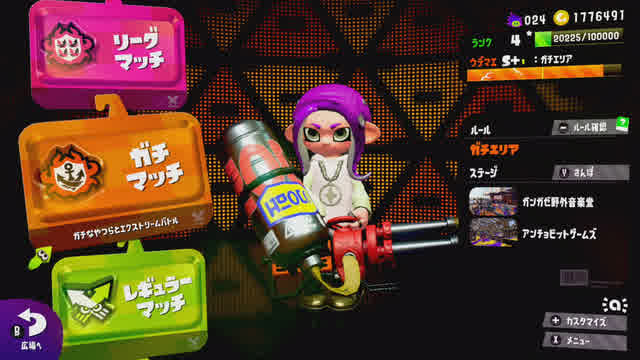 リーグ
マッチ
ガチ
マッチ
ガチなやつらとエクストリームバトル
レギュラー
マッチ
B
広場へ
024
1776491
ランク 4★ 20225/100000
ウデマエ S+ : ガチエリア
ルール
ー ルール確認
ガチエリア
ステージ
Y さんぽ
ガンガゼ野外音楽堂
アンチョビットゲームズ
+ カスタマイズ
X メニュー